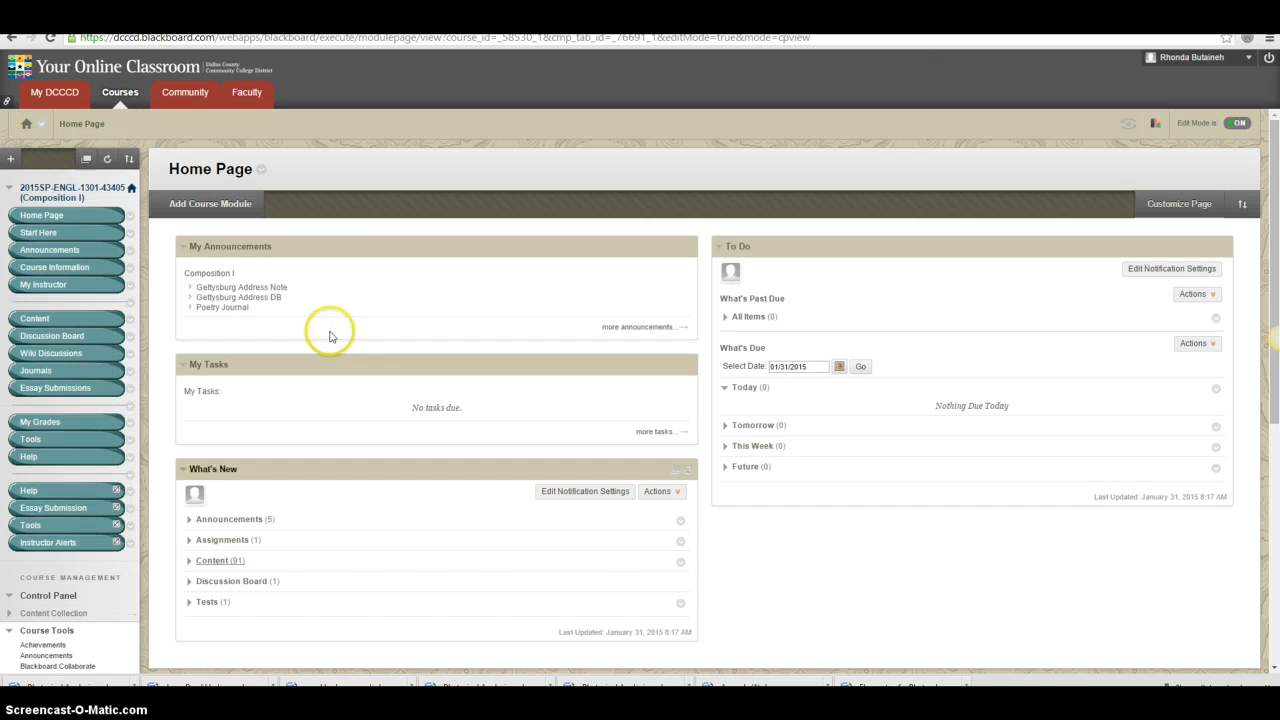 https://dcccd.blackboard.com/webapps/blackboard/execute/modulepage/view?course_id=_58530_1&cmp_tab_id=_76691_1&editMode=true&mode=cpview
Your Online Classroom
Dallas County
Community College District
Rhonda Butaineh
My DCCCD
Courses
Community
Faculty
Home Page
Edit Mode is: ON
2015SP-ENGL-1301-43405
(Composition I)
Home Page
Start Here
Announcements
Course Information
My Instructor
Content
Discussion Board
Wiki Discussions
Journals
Essay Submissions
My Grades
Tools
Help
Help
Essay Submission
Tools
Instructor Alerts
COURSE MANAGEMENT
Control Panel
Content Collection
Course Tools
Achievements
Announcements
Blackboard Collaborate
Home Page
Add Course Module
Customize Page
My Announcements
Composition I
Gettysburg Address Note
Gettysburg Address DB
Poetry Journal
more announcements...
My Tasks
My Tasks:
No tasks due.
more tasks...
What's New
Edit Notification Settings
Actions
Announcements (5)
Assignments (1)
Content (91)
Discussion Board (1)
Tests (1)
Last Updated: January 31, 2015 8:17 AM
To Do
Edit Notification Settings
What's Past Due
Actions
All Items (0)
What's Due
Actions
Select Date: 01/31/2015 Go
Today (0)
Nothing Due Today
Tomorrow (0)
This Week (0)
Future (0)
Last Updated: January 31, 2015 8:17 AM
Screencast-O-Matic.com